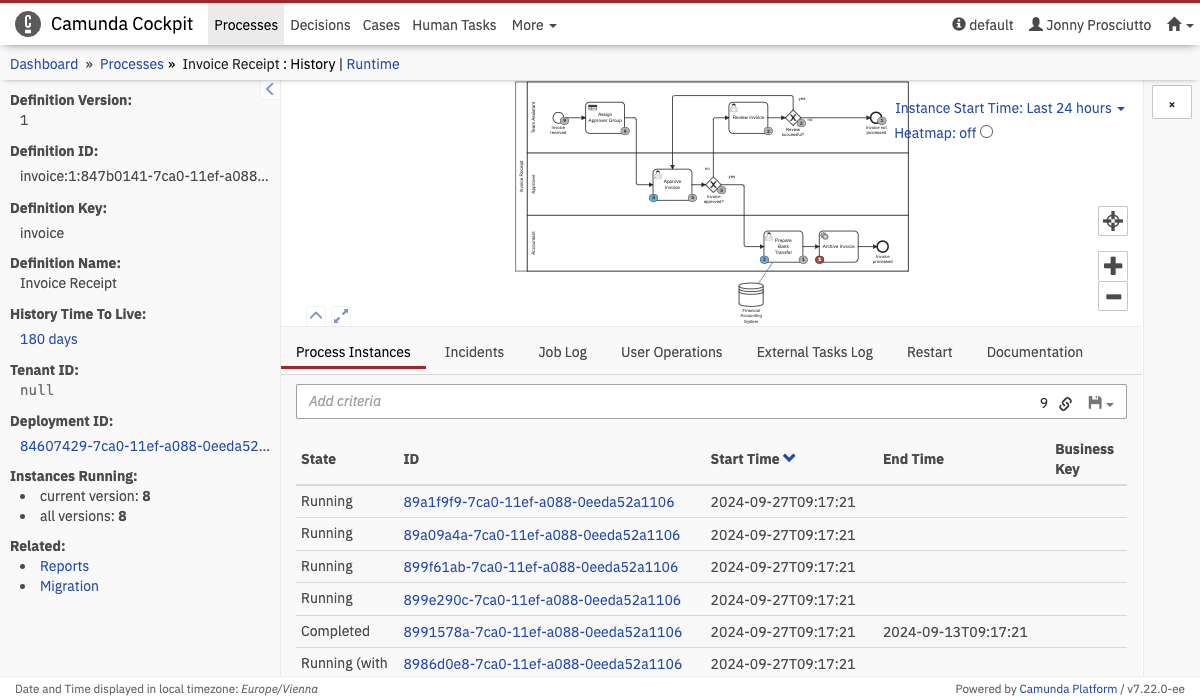 Camunda Cockpit
Processes
Decisions
Cases
Human Tasks
More
default
Jonny Prosciutto
Dashboard » Processes » Invoice Receipt : History | Runtime
Definition Version:
1
Definition ID:
invoice:1:847b0141-7ca0-11ef-a088...
Definition Key:
invoice
Definition Name:
Invoice Receipt
History Time To Live:
180 days
Tenant ID:
null
Deployment ID:
84607429-7ca0-11ef-a088-0eeda52...
Instances Running:
current version: 8
all versions: 8
Related:
Reports
Migration
Invoice Receipt
Team Assistant
Approver
Accountant
Invoice
received
Assign
Approver Group
Review Invoice
Review
successful?
yes
no
Invoice not
processed
Approve
Invoice
Invoice
approved?
no
yes
Prepare
Bank
Transfer
Archive Invoice
Invoice
processed
Financial
Accounting
System
Instance Start Time: Last 24 hours
Heatmap: off
×
Process Instances
Incidents
Job Log
User Operations
External Tasks Log
Restart
Documentation
Add criteria
9
State ID Start Time End Time Business
Key
Running 89a1f9f9-7ca0-11ef-a088-0eeda52a1106 2024-09-27T09:17:21
Running 89a09a4a-7ca0-11ef-a088-0eeda52a1106 2024-09-27T09:17:21
Running 899f61ab-7ca0-11ef-a088-0eeda52a1106 2024-09-27T09:17:21
Running 899e290c-7ca0-11ef-a088-0eeda52a1106 2024-09-27T09:17:21
Completed 8991578a-7ca0-11ef-a088-0eeda52a1106 2024-09-27T09:17:21 2024-09-13T09:17:21
Running (with 8986d0e8-7ca0-11ef-a088-0eeda52a1106 2024-09-27T09:17:21
Date and Time displayed in local timezone: Europe/Vienna
Powered by Camunda Platform / v7.22.0-ee